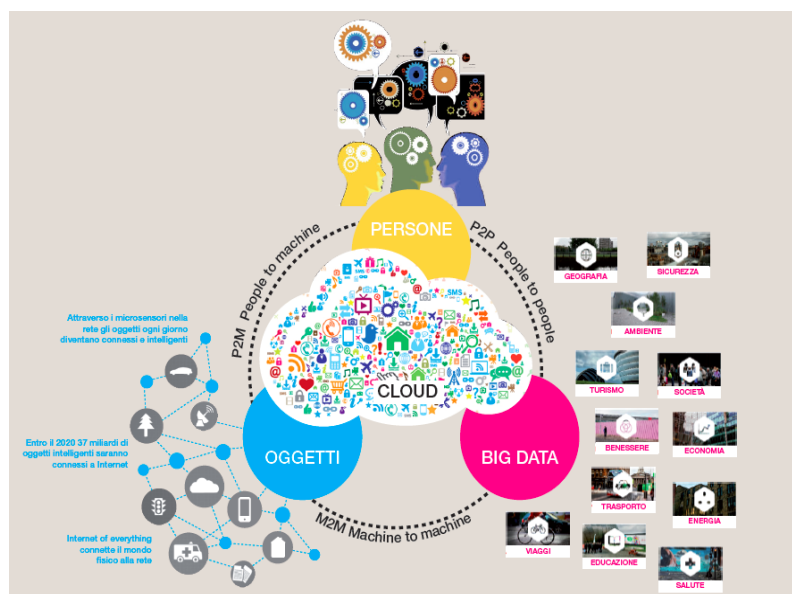 PERSONE
P2M People to machine
P2P People to people
SMS
CLOUD
OGGETTI
BIG DATA
M2M Machine to machine
Attraverso i microsensori nella
rete gli oggetti ogni giorno
diventano connessi e intelligenti
Entro il 2020 37 miliardi di
oggetti intelligenti saranno
connessi a Internet
Internet of everything
connette il mondo
fisico alla rete
GEOGRAFIA
SICUREZZA
AMBIENTE
TURISMO
SOCIETÀ
BENESSERE
ECONOMIA
TRASPORTO
ENERGIA
VIAGGI
EDUCAZIONE
SALUTE